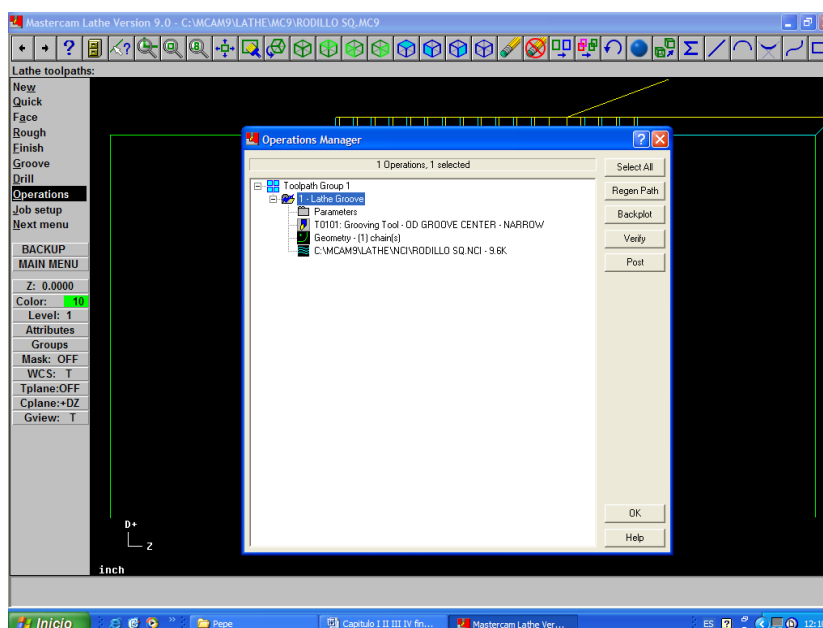 Mastercam Lathe Version 9.0 - C:\MCAM9\LATHE\MC9\RODILLO SQ.MC9
Lathe toolpaths:
New
Quick
Face
Rough
Finish
Groove
Drill
Operations
Job setup
Next menu
BACKUP
MAIN MENU
Z: 0.0000
Color: 10
Level: 1
Attributes
Groups
Mask: OFF
WCS: T
Tplane:OFF
Cplane:+DZ
Gview: T
Operations Manager
1 Operations, 1 selected
Toolpath Group 1
1 - Lathe Groove
Parameters
T0101: Grooving Tool - OD GROOVE CENTER - NARROW
Geometry - (1) chain(s)
C:\MCAM9\LATHE\NCI\RODILLO SQ.NCI - 9.6K
Select All
Regen Path
Backplot
Verify
Post
OK
Help
D+
Z
inch
Inicio
Pepe
Capitulo I II III IV fin...
Mastercam Lathe Ver...
ES